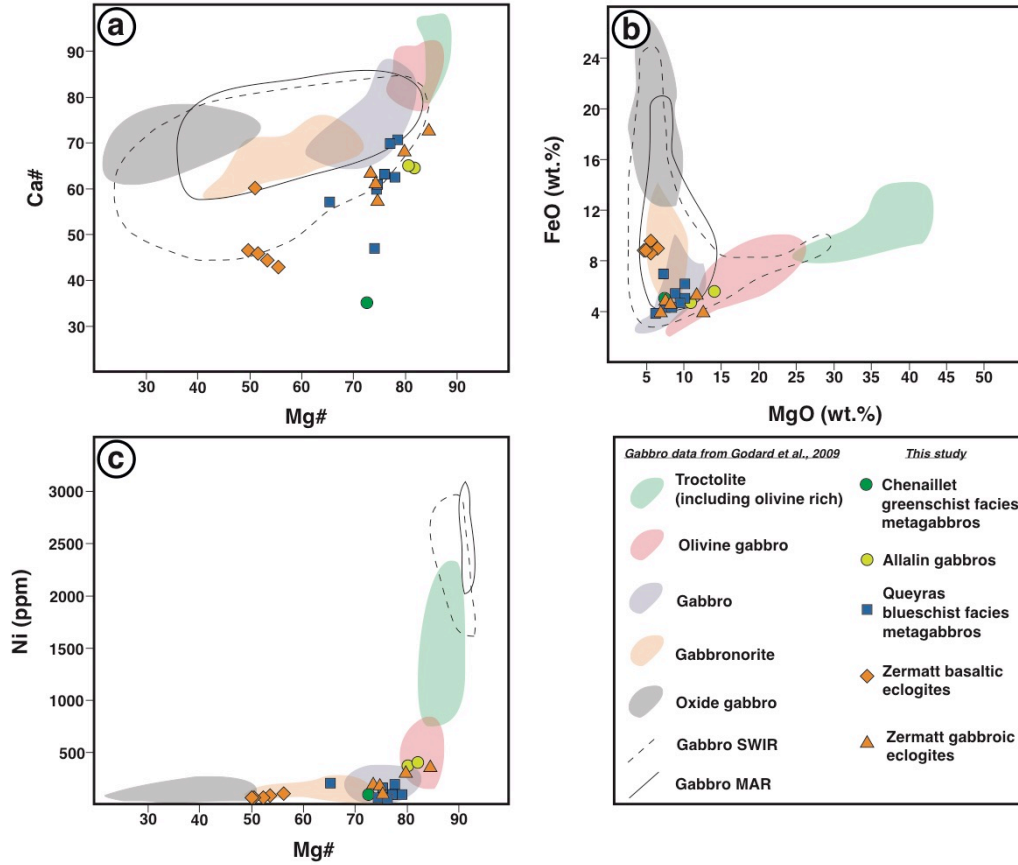 a
90
80
70
60
50
40
30
Ca#
30 40 50 60 70 80 90
Mg#
b
24
20
16
12
8
4
FeO (wt.%)
5 10 15 20 25 30 35 40 45 50
MgO (wt.%)
c
3000
2500
2000
1500
1000
500
0
Ni (ppm)
30 40 50 60 70 80 90
Mg#
Gabbro data from Godard et al., 2009
Troctolite
(including olivine rich)
Olivine gabbro
Gabbro
Gabbronorite
Oxide gabbro
Gabbro SWIR
Gabbro MAR
This study
Chenaillet
greenschist facies
metagabbros
Allalin gabbros
Queyras
blueschist facies
metagabbros
Zermatt basaltic
eclogites
Zermatt gabbroic
eclogites